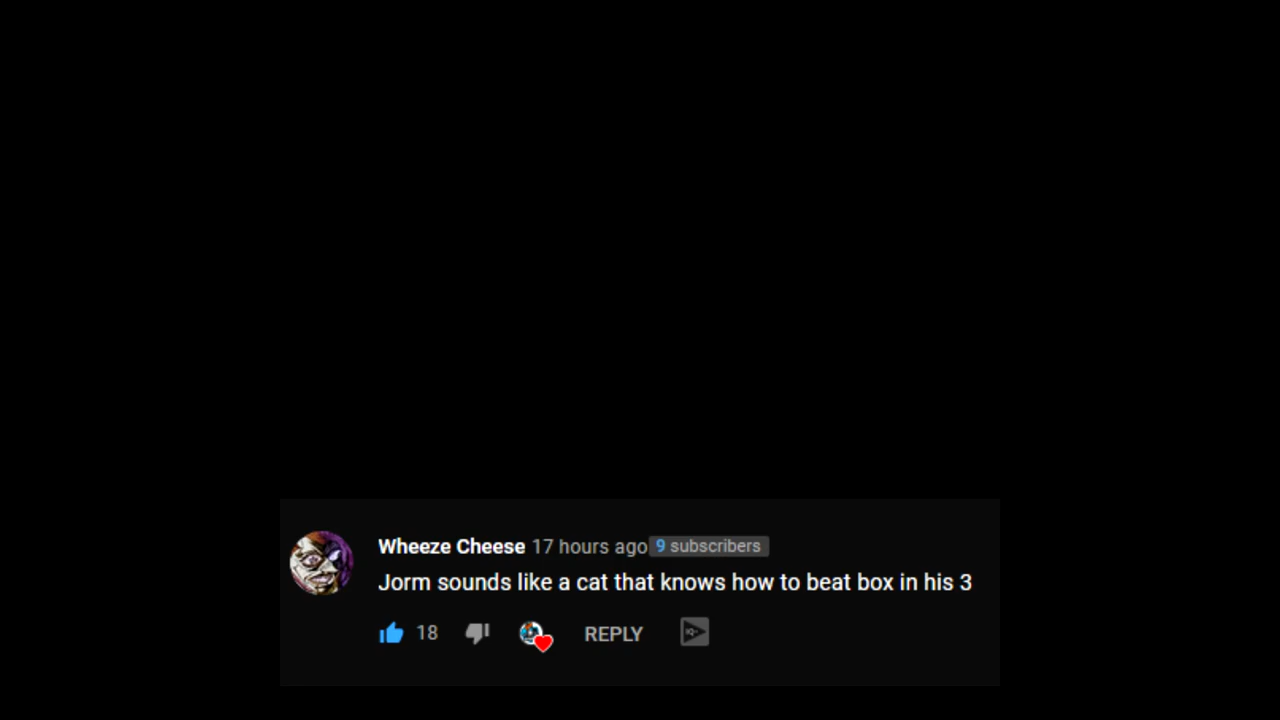 Wheeze Cheese 17 hours ago 9 subscribers
Jorm sounds like a cat that knows how to beat box in his 3
18 REPLY